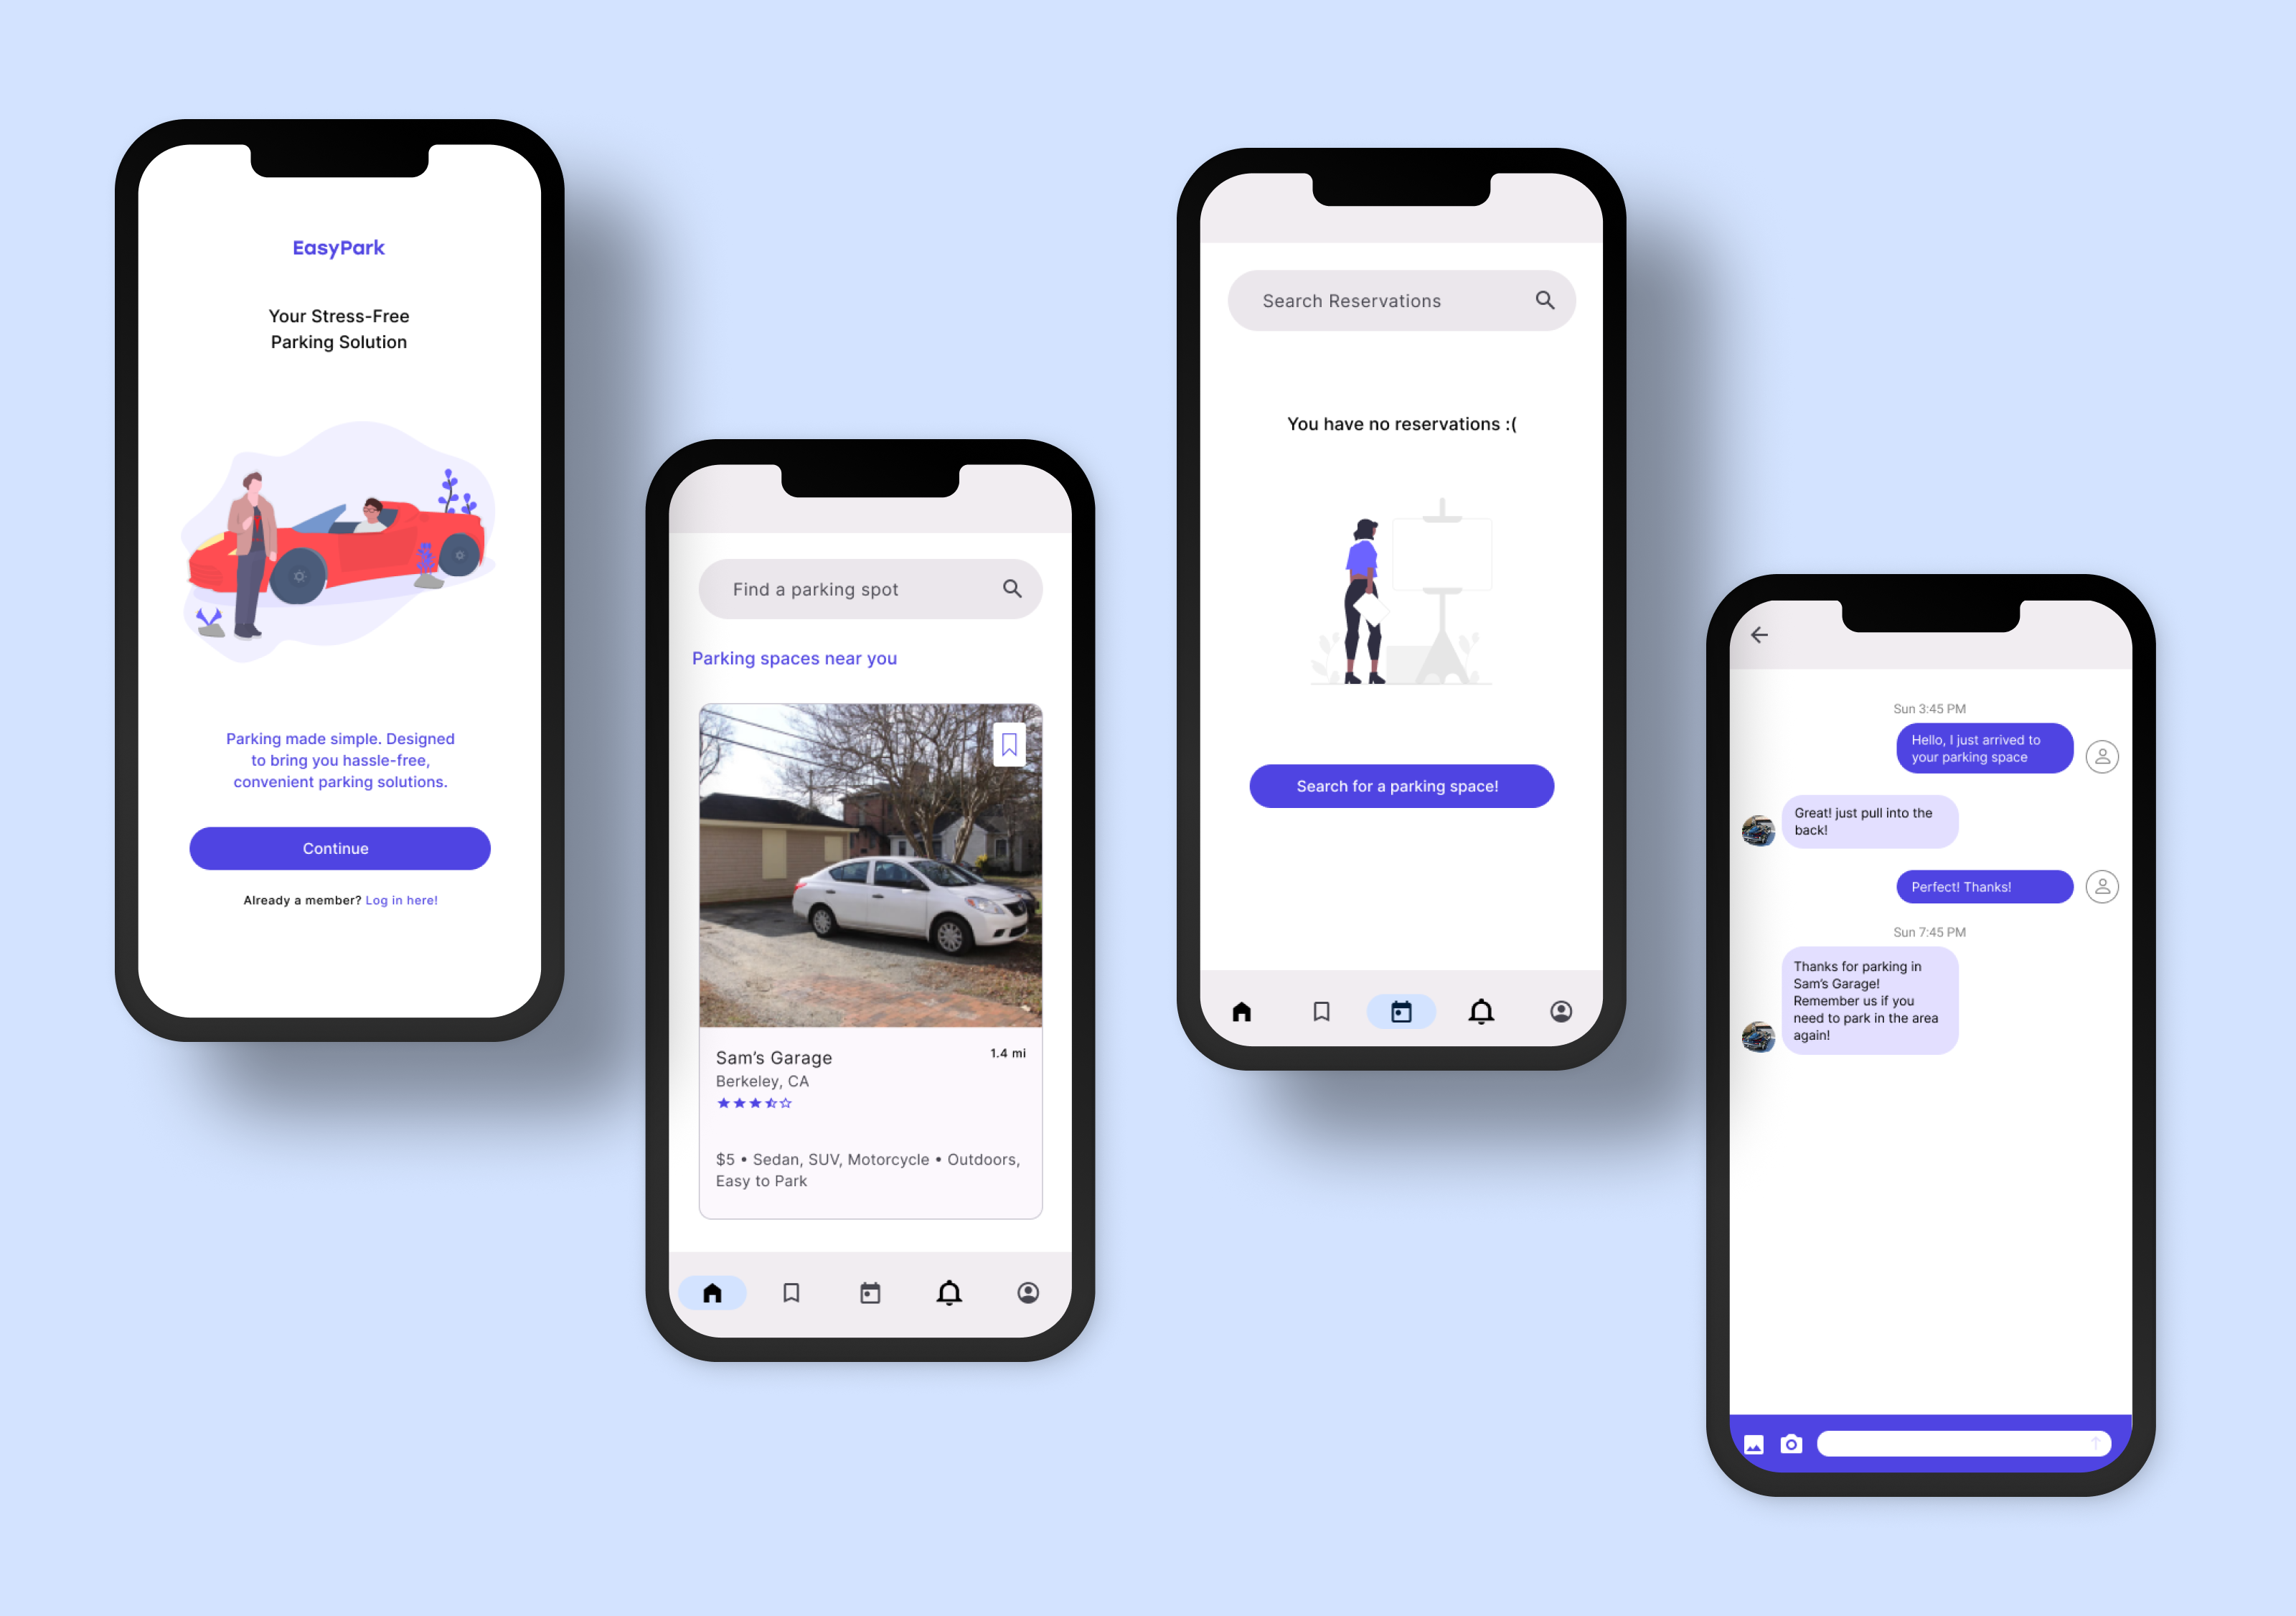 EasyPark
Your Stress-Free
Parking Solution
Parking made simple. Designed
to bring you hassle-free,
convenient parking solutions.
Continue
Already a member? Log in here!
Find a parking spot
Parking spaces near you
Sam's Garage
1.4 mi
Berkeley, CA
$5 • Sedan, SUV, Motorcycle • Outdoors,
Easy to Park
Search Reservations
You have no reservations :(
Search for a parking space!
Sun 3:45 PM
Hello, I just arrived to
your parking space
Great! just pull into the
back!
Perfect! Thanks!
Sun 7:45 PM
Thanks for parking in
Sam's Garage!
Remember us if you
need to park in the area
again!